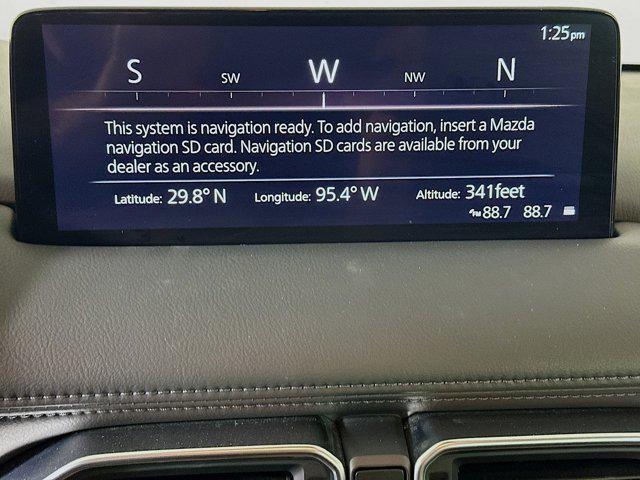 1:25pm
S SW W NW N
This system is navigation ready. To add navigation, insert a Mazda
navigation SD card. Navigation SD cards are available from your
dealer as an accessory.
Latitude: 29.8° N Longitude: 95.4° W Altitude: 341feet
FM 88.7 88.7